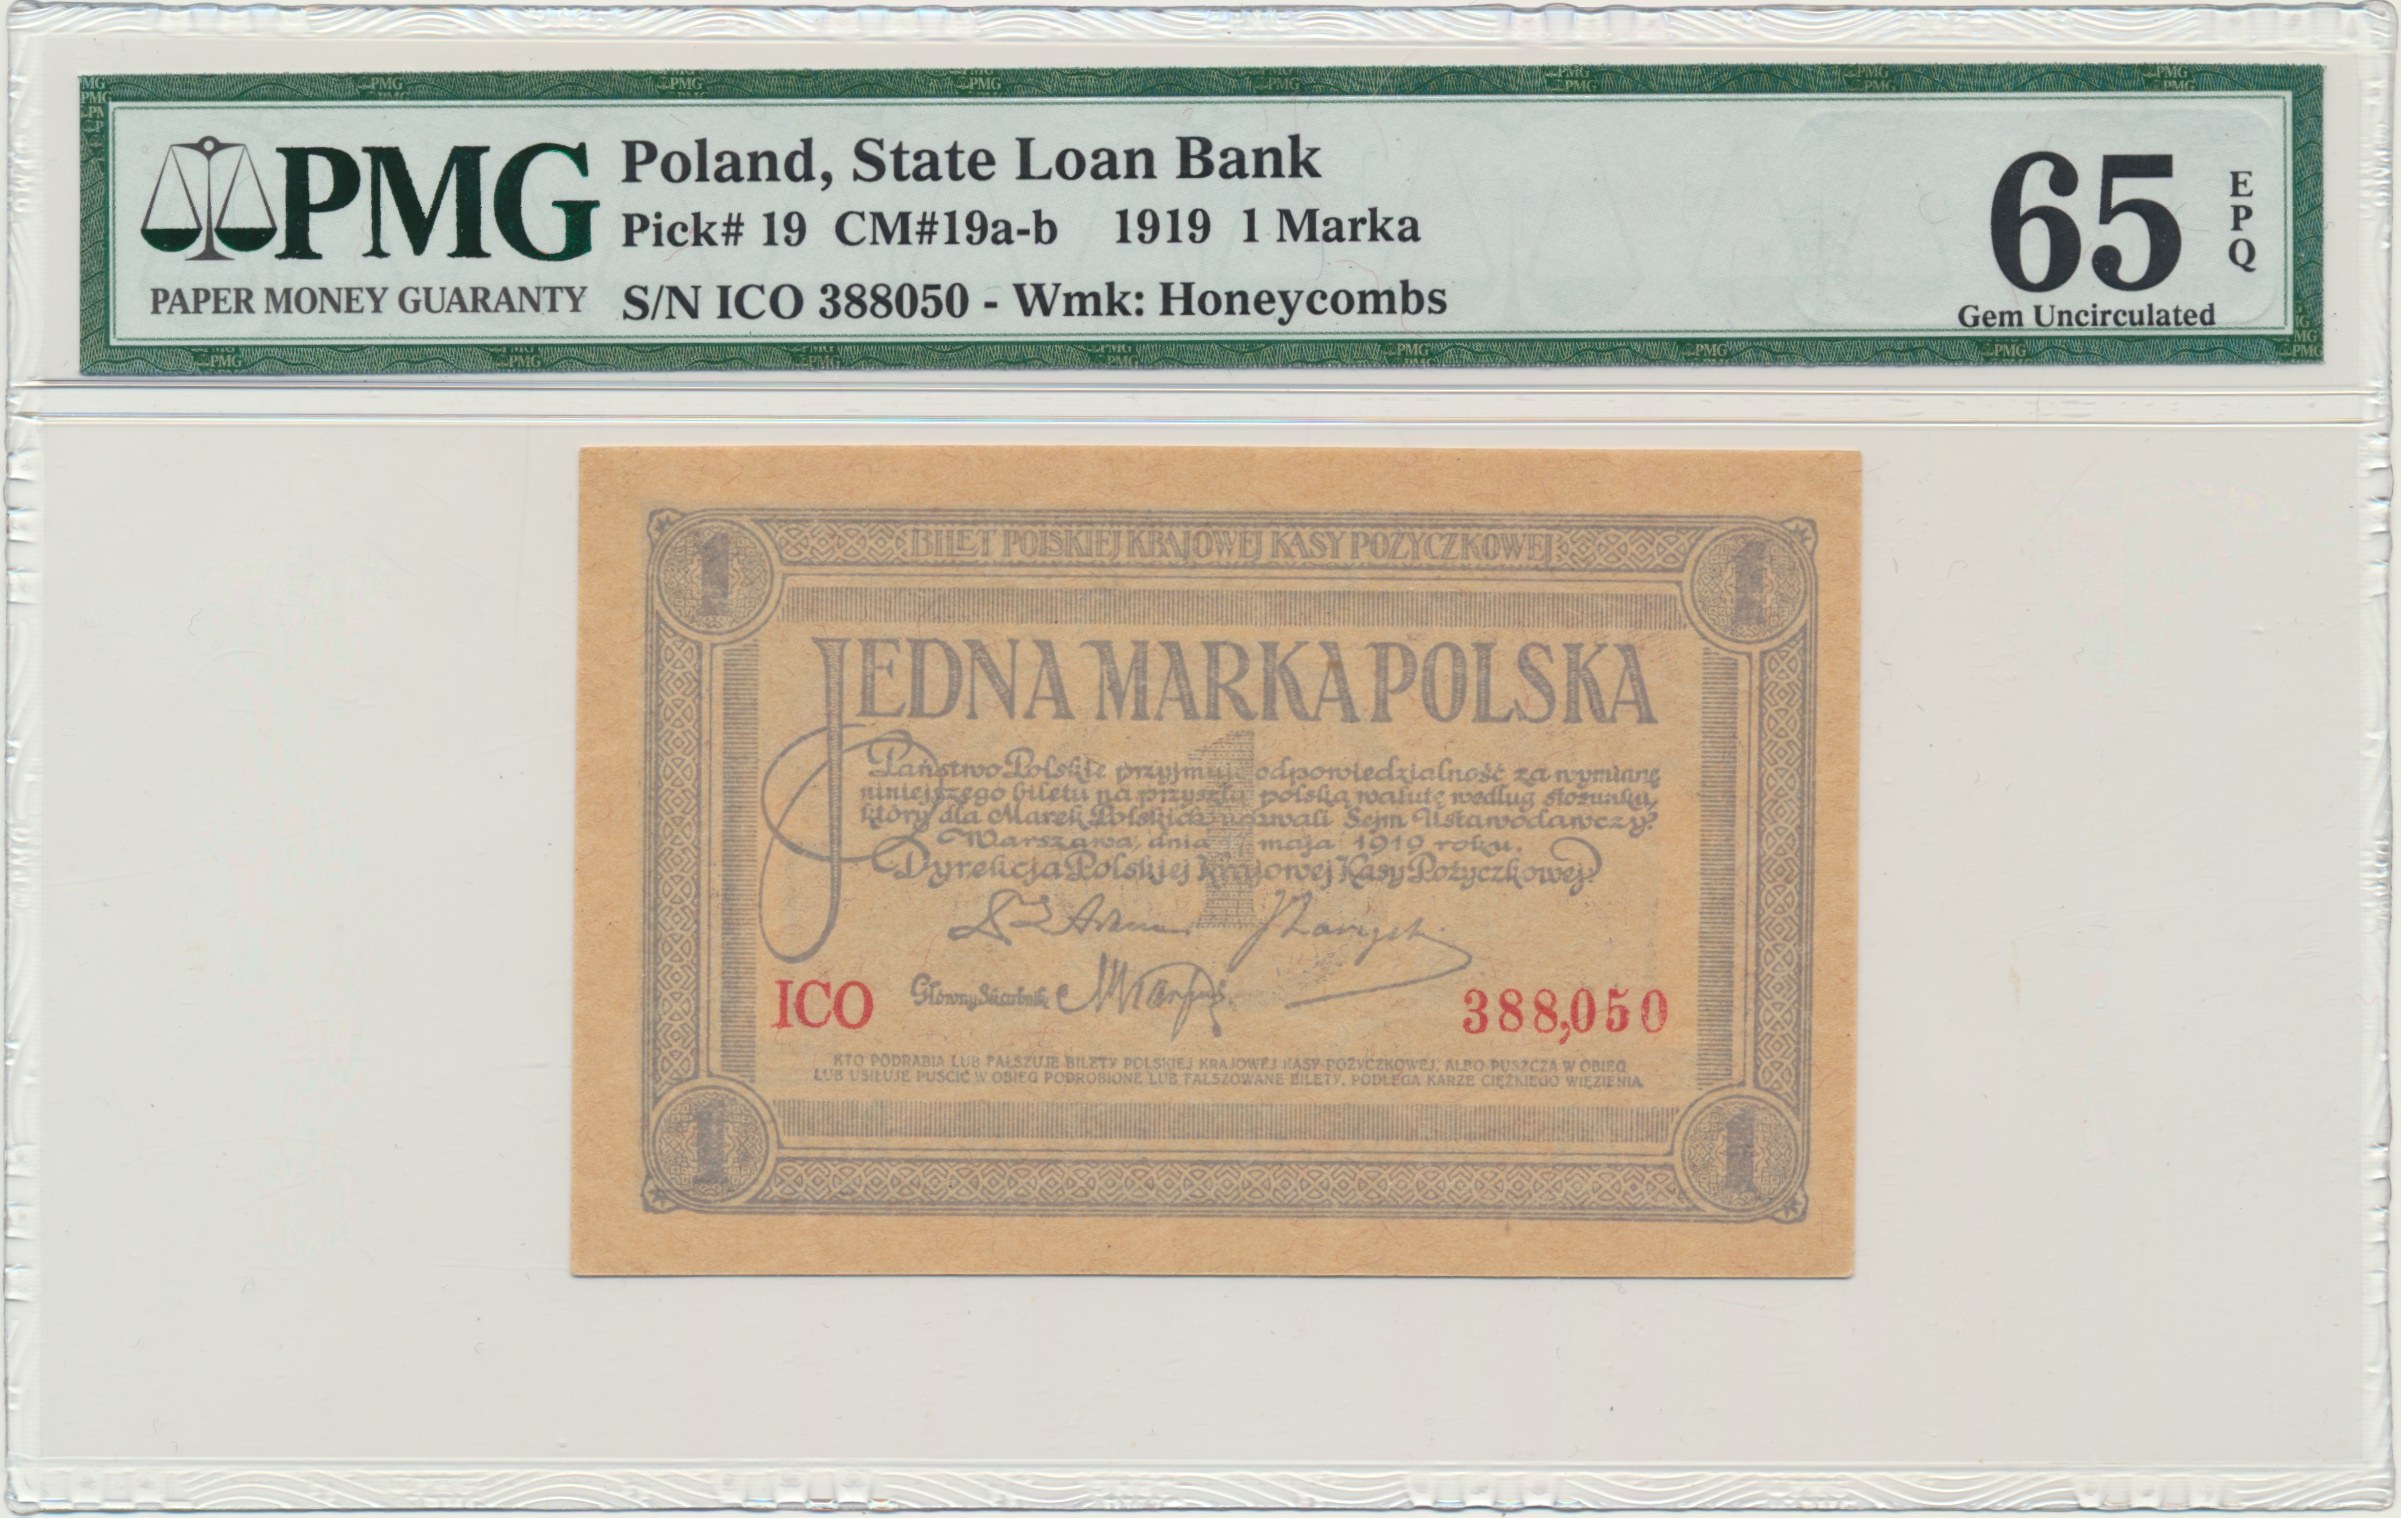 PMG
PAPER MONEY GUARANTY
Poland, State Loan Bank
Pick# 19 CM#19a-b 1919 1 Marka
S/N ICO 388050 - Wmk: Honeycombs
65
EPQ
Gem Uncirculated
BILET POLSKIEJ KRAJOWEJ KASY POŻYCZKOWEJ
1 1
JEDNA MARKA POLSKA
1
Państwo Polskie przyjmuje odpowiedzialność za wymianę
niniejszego biletu na przyszłą polską walutę według stosunku,
który dla Marek Polskich uchwali Sejm Ustawodawczy.
Warszawa, dnia 17 maja 1919 roku.
Dyrekcja Polskiej Krajowej Kasy Pożyczkowej
ICO Główny Skarbnik 388,050
KTO PODRABIA LUB FAŁSZUJE BILETY POLSKIEJ KRAJOWEJ KASY POŻYCZKOWEJ, ALBO PUSZCZA W OBIEG
LUB USIŁUJE PUŚCIĆ W OBIEG PODROBIONE LUB FAŁSZOWANE BILETY, PODLEGA KARZE CIĘŻKIEGO WIĘZIENIA
1 1